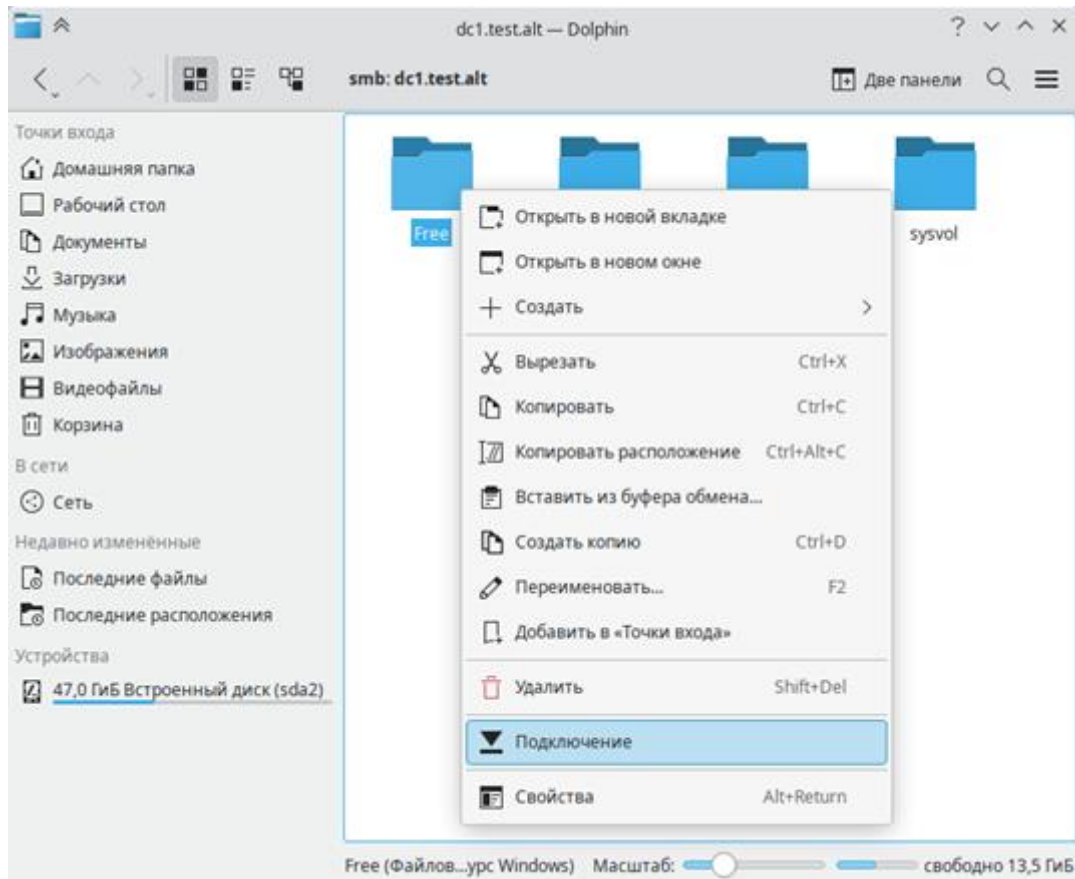 dc1.test.alt — Dolphin
smb: dc1.test.alt
Две панели
Точки входа
Домашняя папка
Рабочий стол
Документы
Загрузки
Музыка
Изображения
Видеофайлы
Корзина
В сети
Сеть
Недавно изменённые
Последние файлы
Последние расположения
Устройства
47,0 ГиБ Встроенный диск (sda2)
Free
sysvol
Открыть в новой вкладке
Открыть в новом окне
Создать
Вырезать Ctrl+X
Копировать Ctrl+C
Копировать расположение Ctrl+Alt+C
Вставить из буфера обмена...
Создать копию Ctrl+D
Переименовать... F2
Добавить в «Точки входа»
Удалить Shift+Del
Подключение
Свойства Alt+Return
Free (Файлов...урс Windows) Масштаб: свободно 13,5 ГиБ